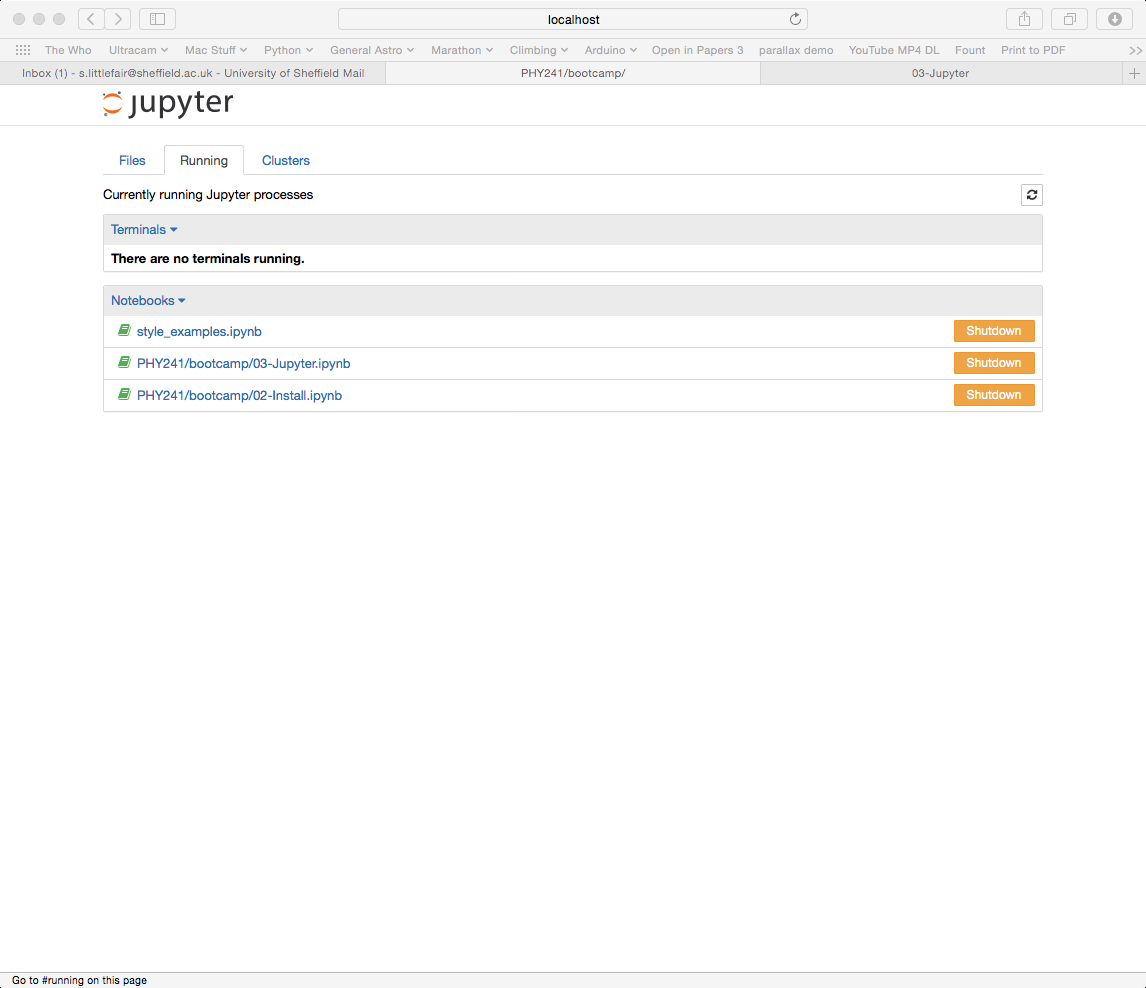 localhost
The Who Ultracam Mac Stuff Python General Astro Marathon Climbing Arduino Open in Papers 3 parallax demo YouTube MP4 DL Fount Print to PDF >>
Inbox (1) - s.littlefair@sheffield.ac.uk - University of Sheffield Mail PHY241/bootcamp/ 03-Jupyter +
jupyter
Files Running Clusters
Currently running Jupyter processes
Terminals
There are no terminals running.
Notebooks
style_examples.ipynb Shutdown
PHY241/bootcamp/03-Jupyter.ipynb Shutdown
PHY241/bootcamp/02-Install.ipynb Shutdown
Go to #running on this page